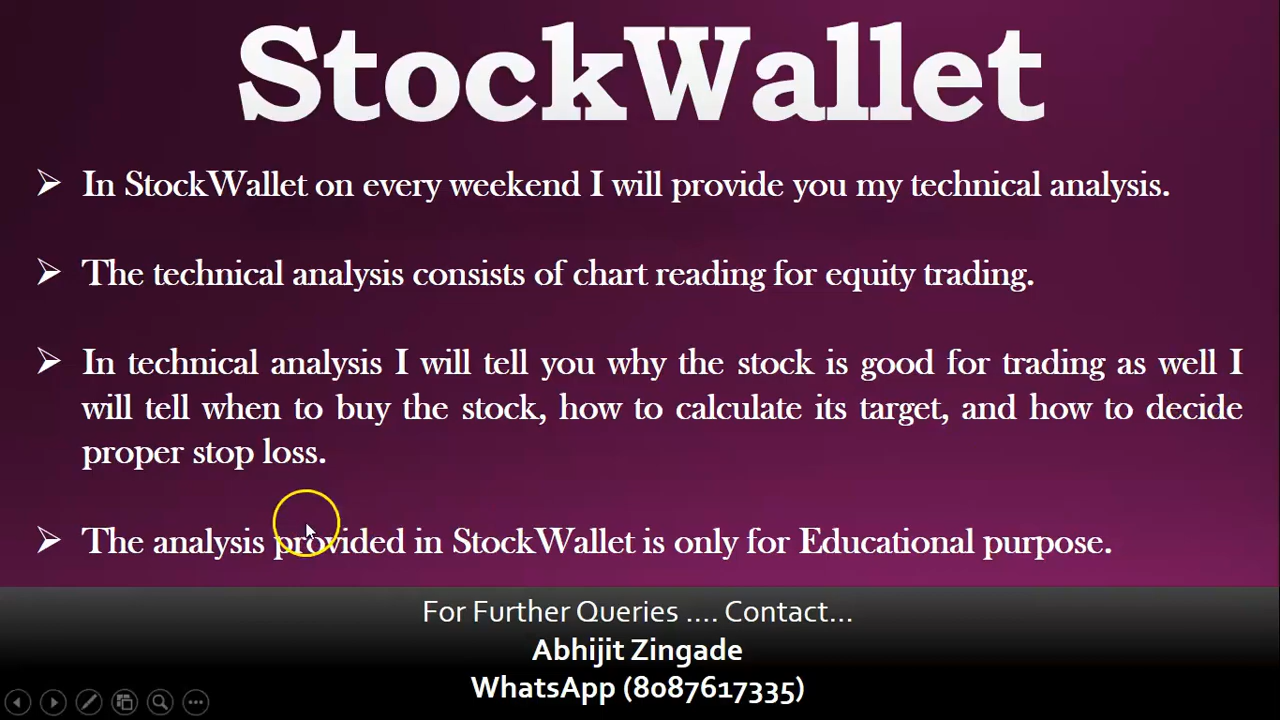 StockWallet
In StockWallet on every weekend I will provide you my technical analysis.
The technical analysis consists of chart reading for equity trading.
In technical analysis I will tell you why the stock is good for trading as well I
will tell when to buy the stock, how to calculate its target, and how to decide
proper stop loss.
The analysis provided in StockWallet is only for Educational purpose.
For Further Queries .... Contact...
Abhijit Zingade
WhatsApp (8087617335)